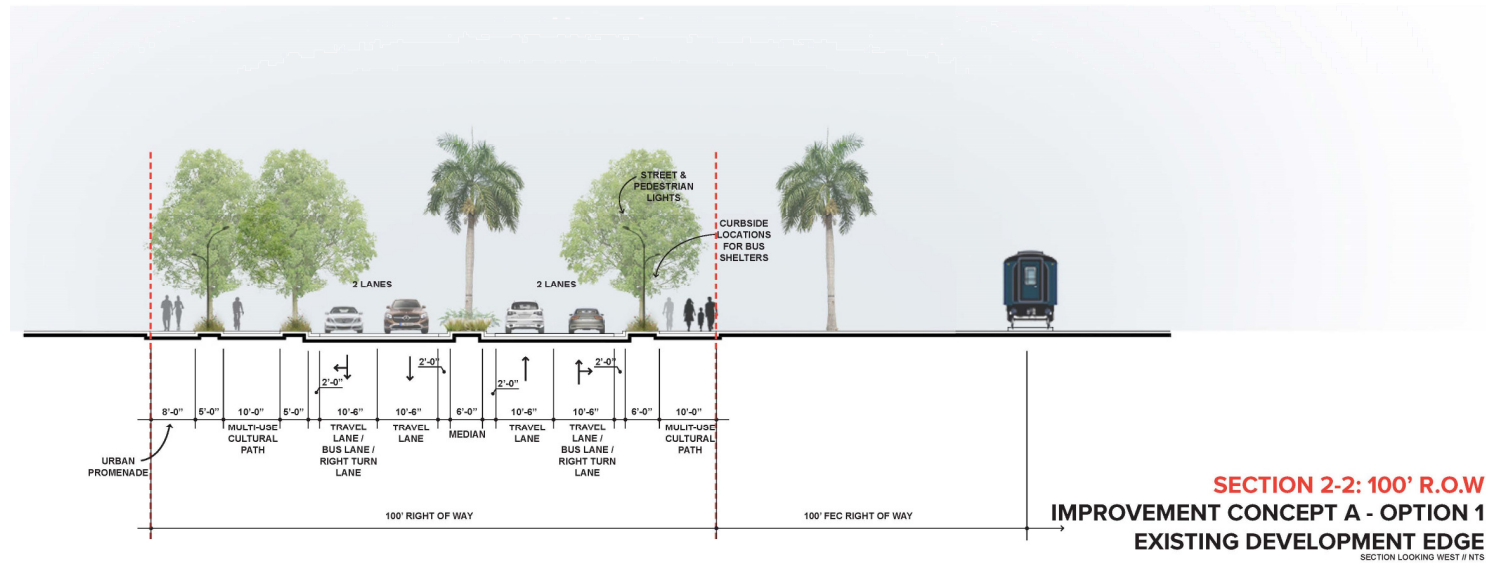 STREET &
PEDESTRIAN
LIGHTS
CURBSIDE
LOCATIONS
FOR BUS
SHELTERS
2 LANES
2 LANES
2'-0"
2'-0"
2'-0"
2'-0"
8'-0"
5'-0"
10'-0"
5'-0"
10'-6"
10'-6"
6'-0"
10'-6"
10'-6"
6'-0"
10'-0"
URBAN
PROMENADE
MULTI-USE
CULTURAL
PATH
TRAVEL
LANE /
BUS LANE /
RIGHT TURN
LANE
TRAVEL
LANE
MEDIAN
TRAVEL
LANE
TRAVEL
LANE /
BUS LANE /
RIGHT TURN
LANE
MULIT-USE
CULTURAL
PATH
100' RIGHT OF WAY
100' FEC RIGHT OF WAY
SECTION 2-2: 100' R.O.W
IMPROVEMENT CONCEPT A - OPTION 1
EXISTING DEVELOPMENT EDGE
SECTION LOOKING WEST // NTS